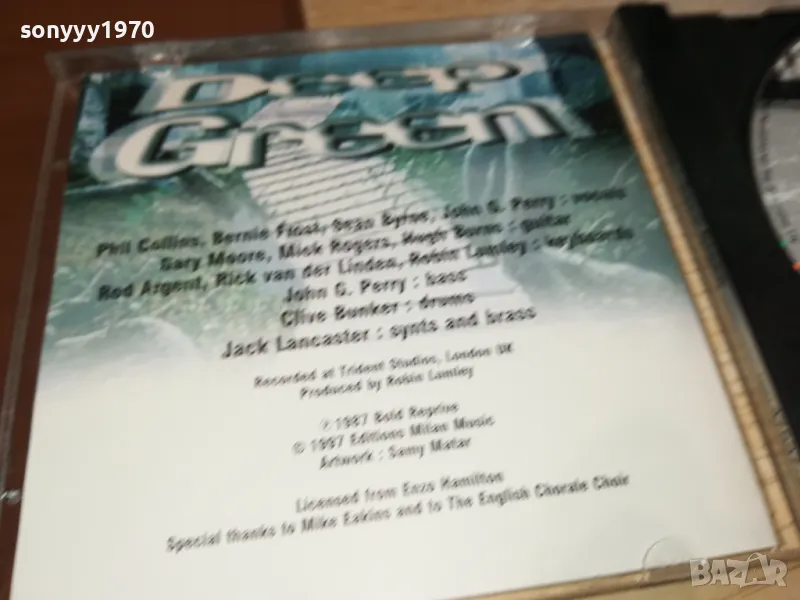 sonyyy1970
Deep
Green
Phil Collins, Bernie Frost, Sean Byrne, John G. Perry : vocals
Gary Moore, Mick Rogers, Hugh Burns : guitar
Rod Argent, Rick van der Linden, Robin Lumley : keyboards
John G. Perry : bass
Clive Bunker : drums
Jack Lancaster : synts and brass
Recorded at Trident Studios, London UK
Produced by Robin Lumley
℗ 1987 Bold Reprise
© 1997 Editions Milan Music
Artwork : Samy Matar
Licensed from Enzo Hamilton
Special thanks to Mike Eakins and to The English Chorale Choir
BAZAR